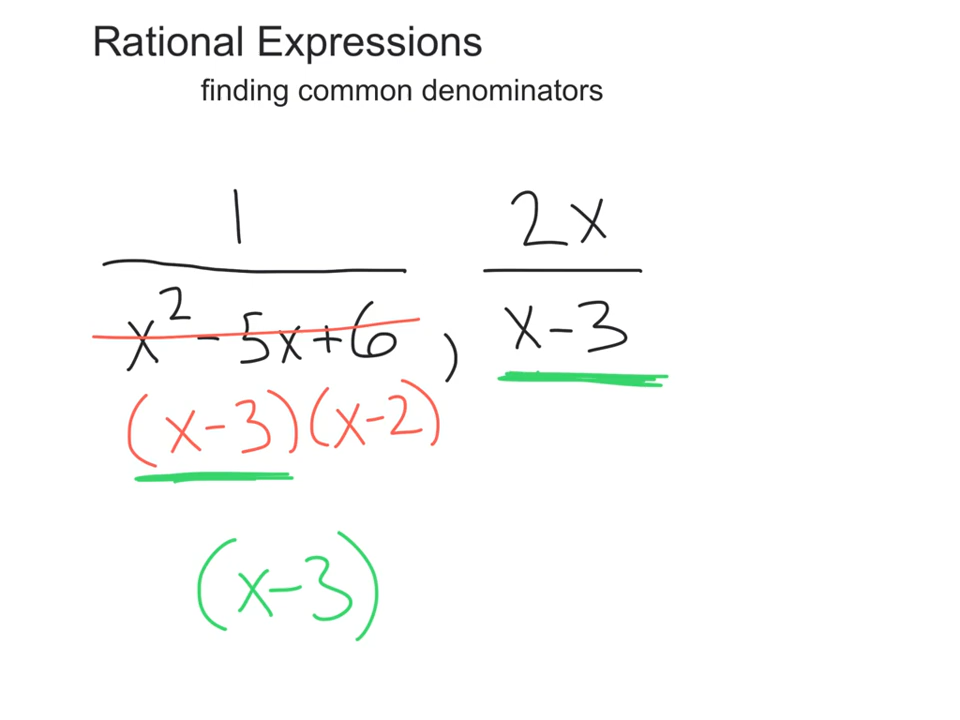 Rational Expressions
finding common denominators
1 2x
x² - 5x + 6 , x - 3
(x - 3)(x - 2)
(x - 3)